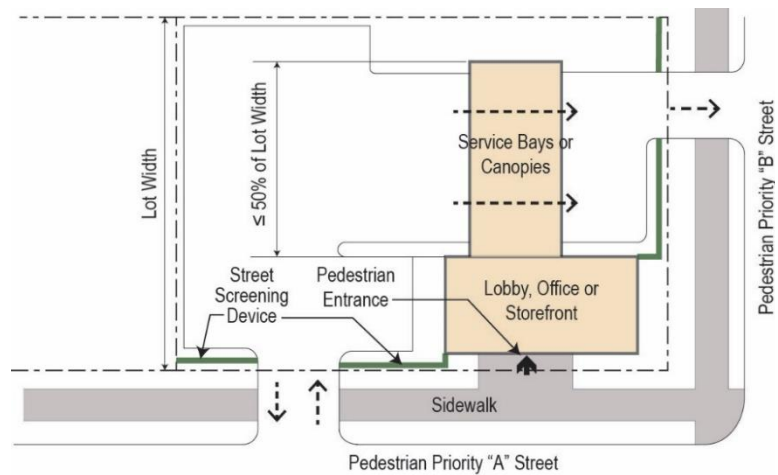 Lot Width
≤ 50% of Lot Width
Service Bays or
Canopies
Pedestrian Priority "B" Street
Street
Screening
Device
Pedestrian
Entrance
Lobby, Office or
Storefront
Sidewalk
Pedestrian Priority "A" Street